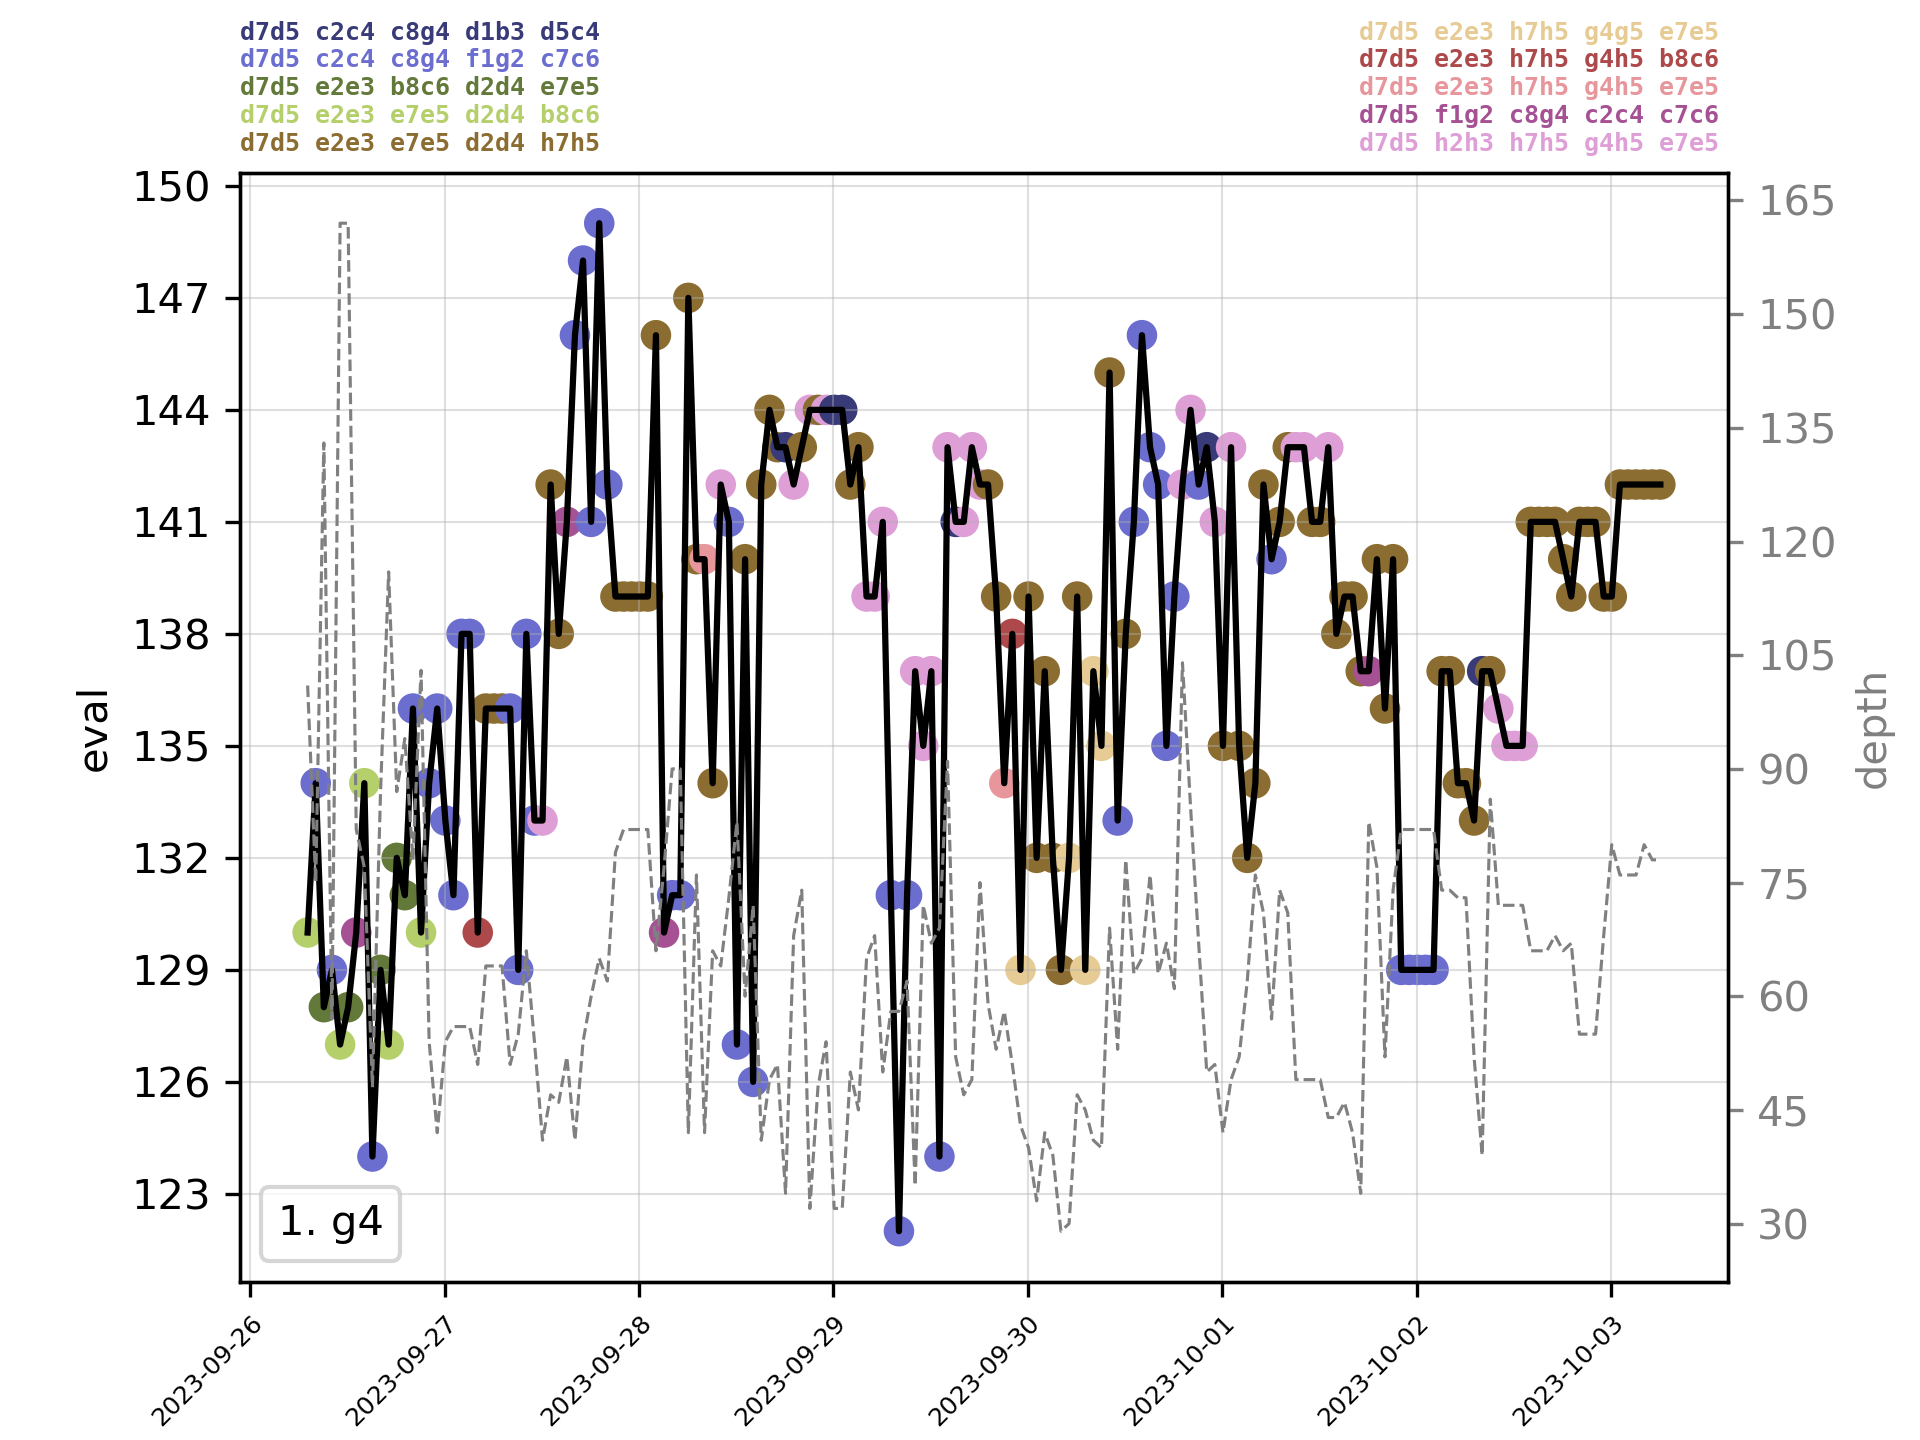 d7d5 c2c4 c8g4 d1b3 d5c4
d7d5 c2c4 c8g4 f1g2 c7c6
d7d5 e2e3 b8c6 d2d4 e7e5
d7d5 e2e3 e7e5 d2d4 b8c6
d7d5 e2e3 e7e5 d2d4 h7h5
d7d5 e2e3 h7h5 g4g5 e7e5
d7d5 e2e3 h7h5 g4h5 b8c6
d7d5 e2e3 h7h5 g4h5 e7e5
d7d5 f1g2 c8g4 c2c4 c7c6
d7d5 h2h3 h7h5 g4h5 e7e5
150
147
144
141
138
135
132
129
126
123
eval
165
150
135
120
105
90
75
60
45
30
depth
1. g4
2023-09-26
2023-09-27
2023-09-28
2023-09-29
2023-09-30
2023-10-01
2023-10-02
2023-10-03